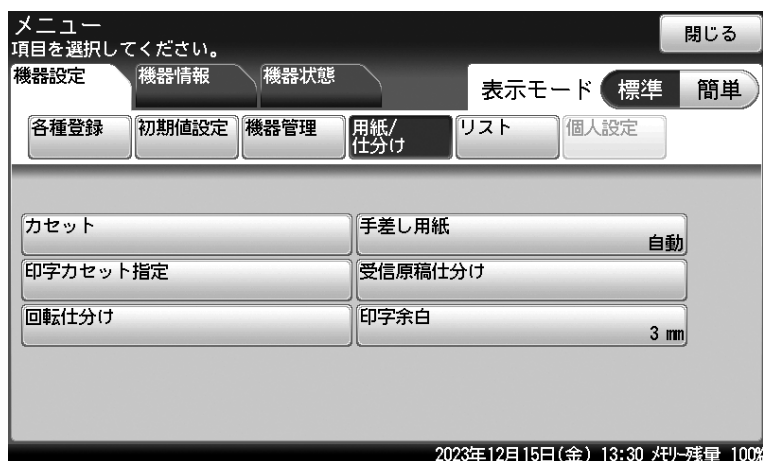 メニュー
項目を選択してください。
閉じる
機器設定
機器情報
機器状態
表示モード
標準
簡単
各種登録
初期値設定
機器管理
用紙/
仕分け
リスト
個人設定
カセット
手差し用紙
自動
印字カセット指定
受信原稿仕分け
回転仕分け
印字余白
3 mm
2023年12月15日(金) 13:30 メモリー残量 100%